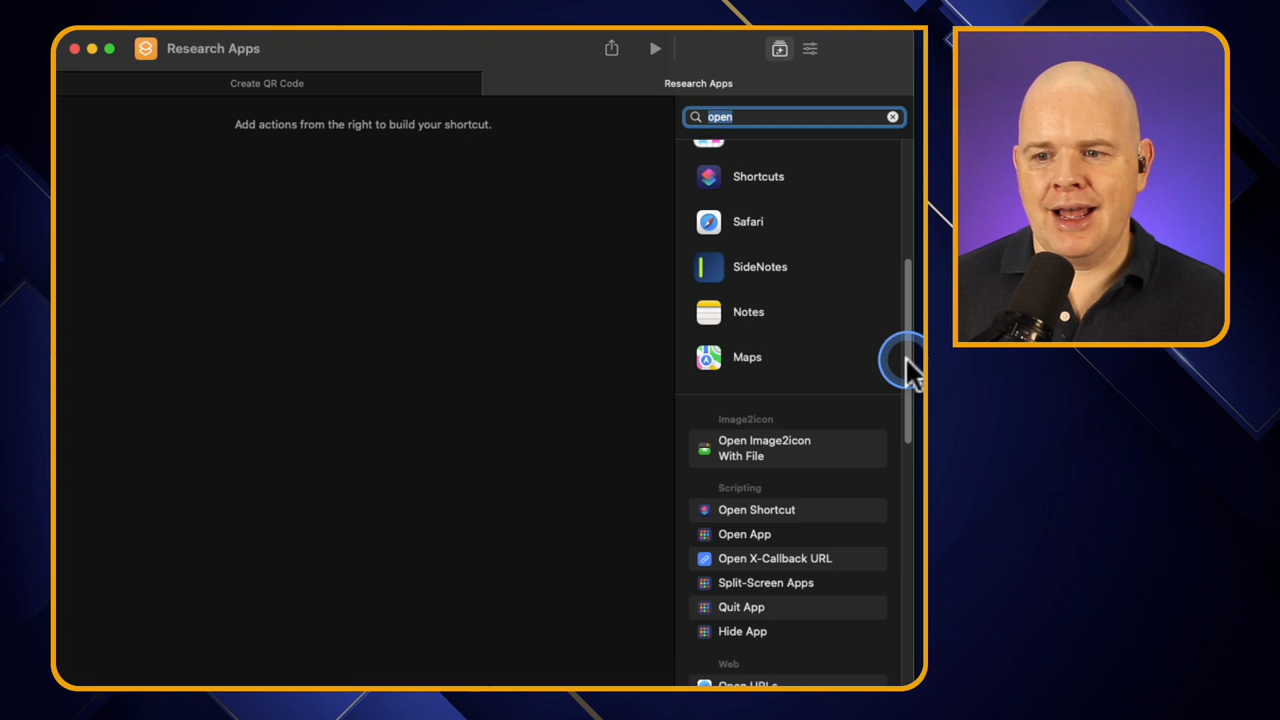 Research Apps
Create QR Code
Research Apps
Add actions from the right to build your shortcut.
open
Shortcuts
Safari
SideNotes
Notes
Maps
Image2icon
Open Image2icon
With File
Scripting
Open Shortcut
Open App
Open X-Callback URL
Split-Screen Apps
Quit App
Hide App
Web
Open URLs